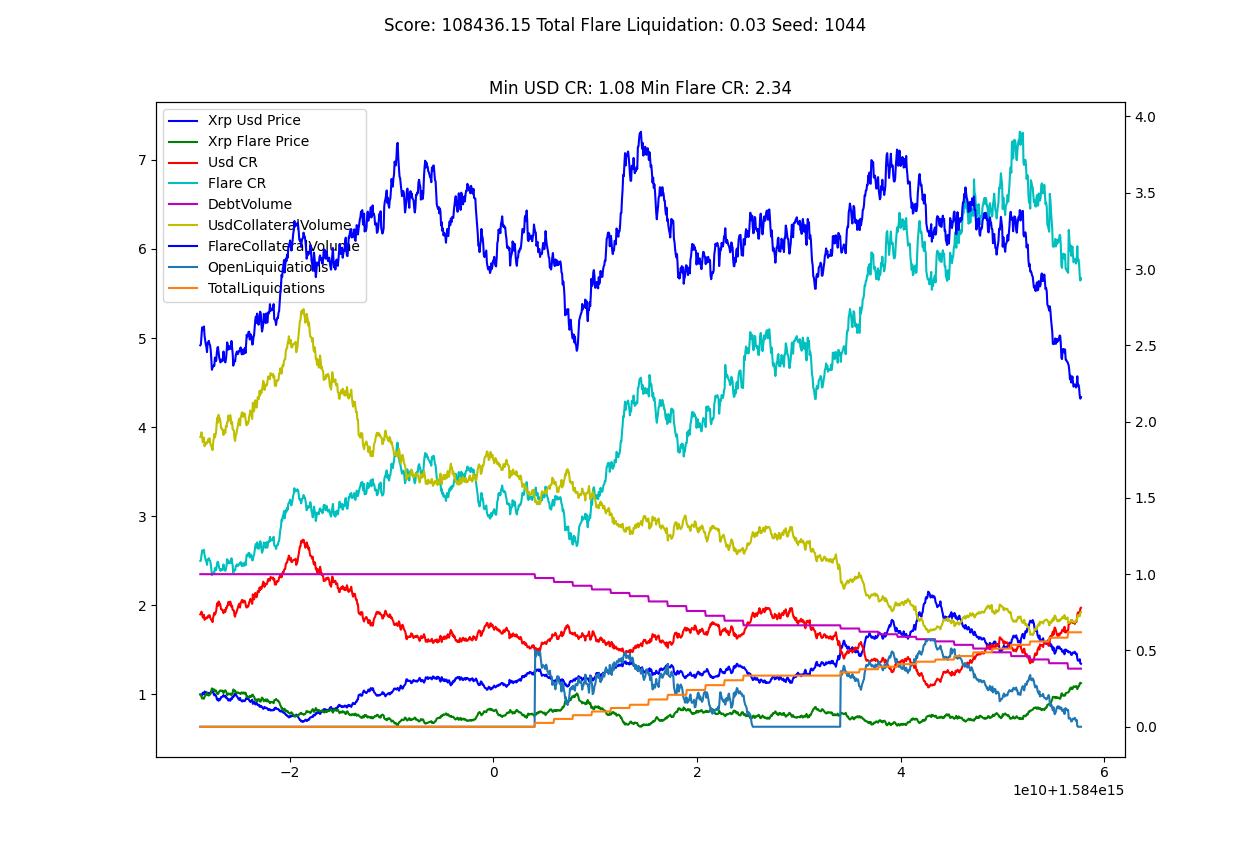 Score: 108436.15 Total Flare Liquidation: 0.03 Seed: 1044
Min USD CR: 1.08 Min Flare CR: 2.34
Xrp Usd Price
Xrp Flare Price
Usd CR
Flare CR
DebtVolume
UsdCollateralVolume
FlareCollateralVolume
OpenLiquidations
TotalLiquidations
7
6
5
4
3
2
1
4.0
3.5
3.0
2.5
2.0
1.5
1.0
0.5
0.0
−2
0
2
4
6
1e10+1.584e15